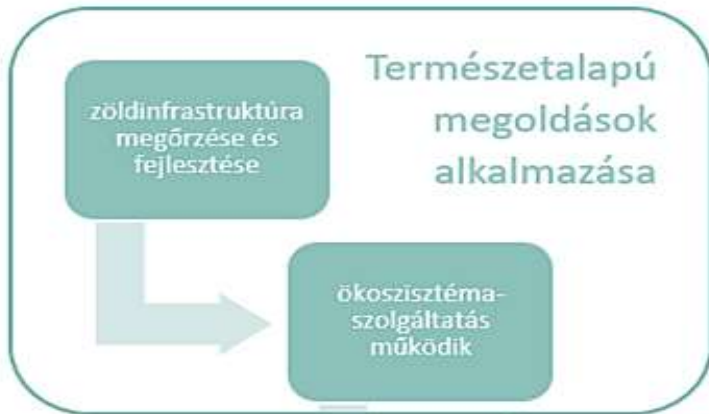 Természetalapú
megoldások
alkalmazása
zöldinfrastruktúra
megőrzése és
fejlesztése
ökoszisztéma-
szolgáltatás
működik